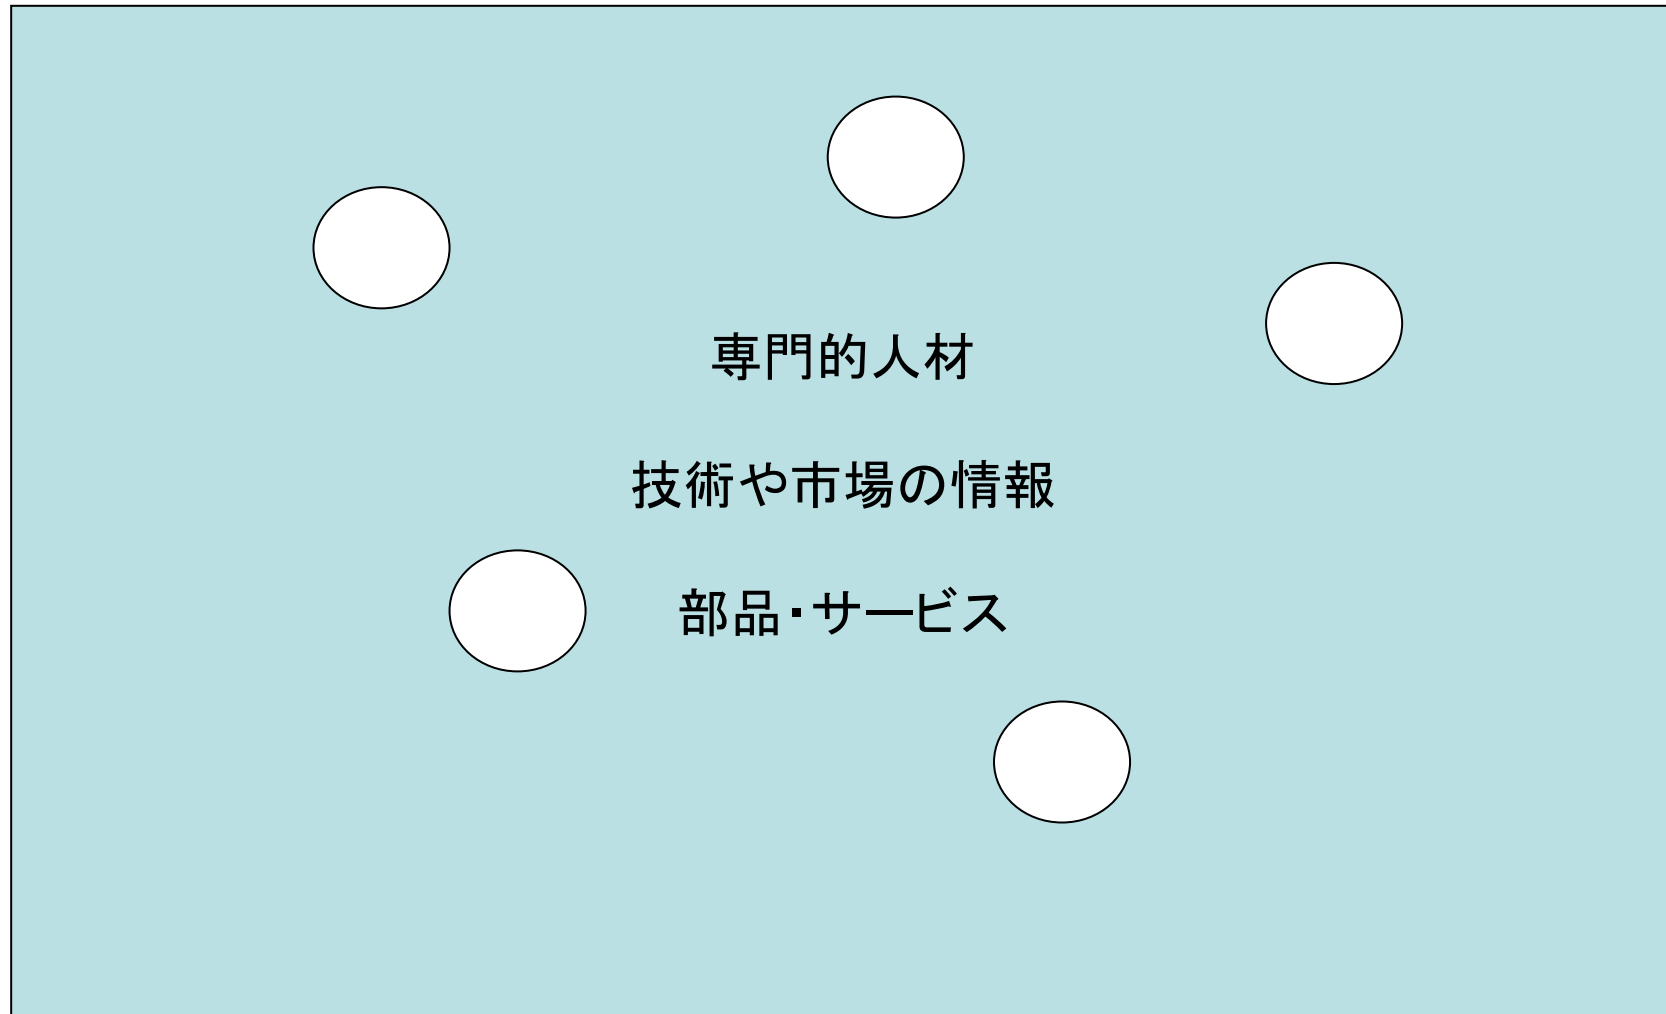 専門的人材
技術や市場の情報
部品・サービス